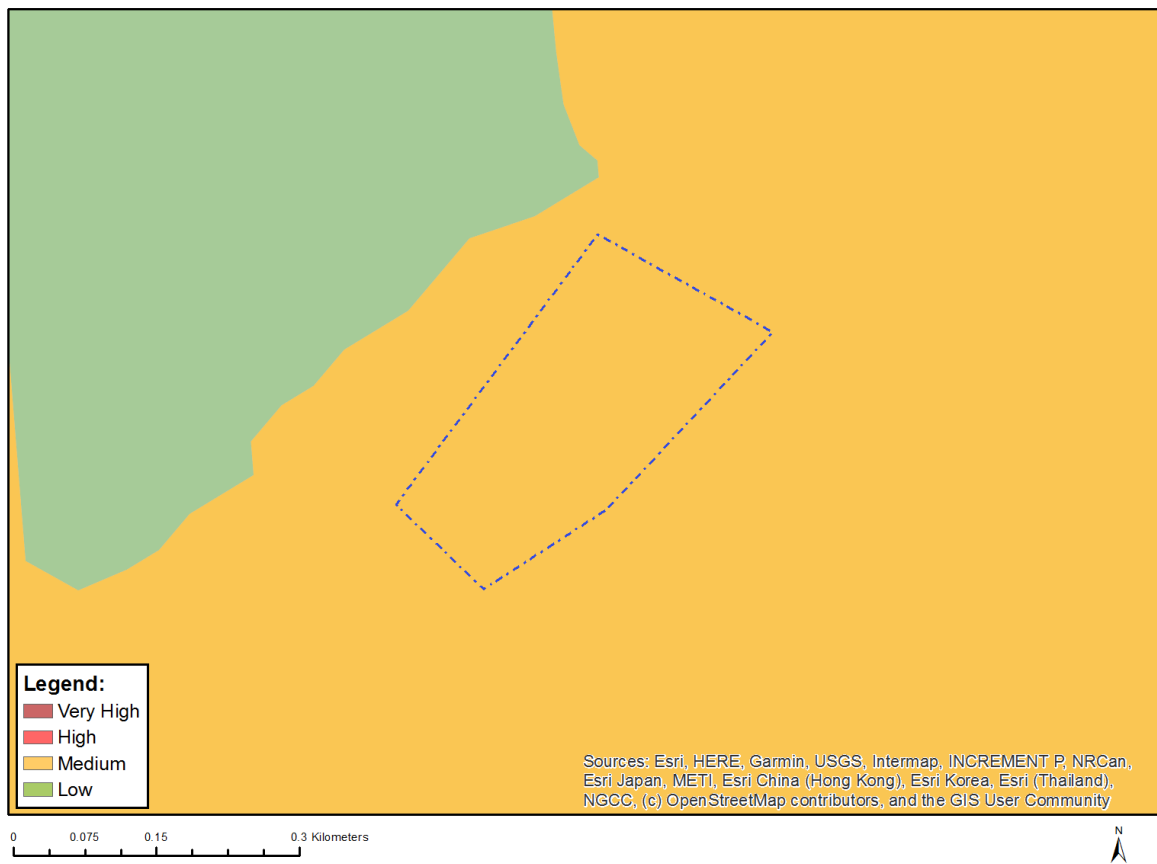 Legend:
Very High
High
Medium
Low
Sources: Esri, HERE, Garmin, USGS, Intermap, INCREMENT P, NRCan,
Esri Japan, METI, Esri China (Hong Kong), Esri Korea, Esri (Thailand),
NGCC, (c) OpenStreetMap contributors, and the GIS User Community
0 0.075 0.15 0.3 Kilometers
N